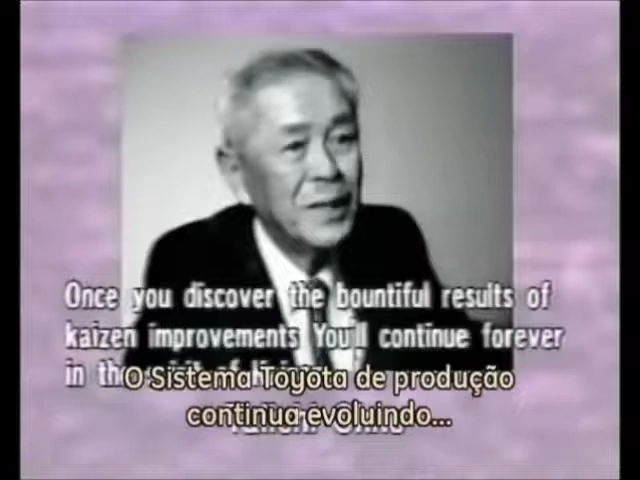 Once you discover the bountiful results of
kaizen improvements You'll continue forever
in the
O Sistema Toyota de produção
continua evoluindo...